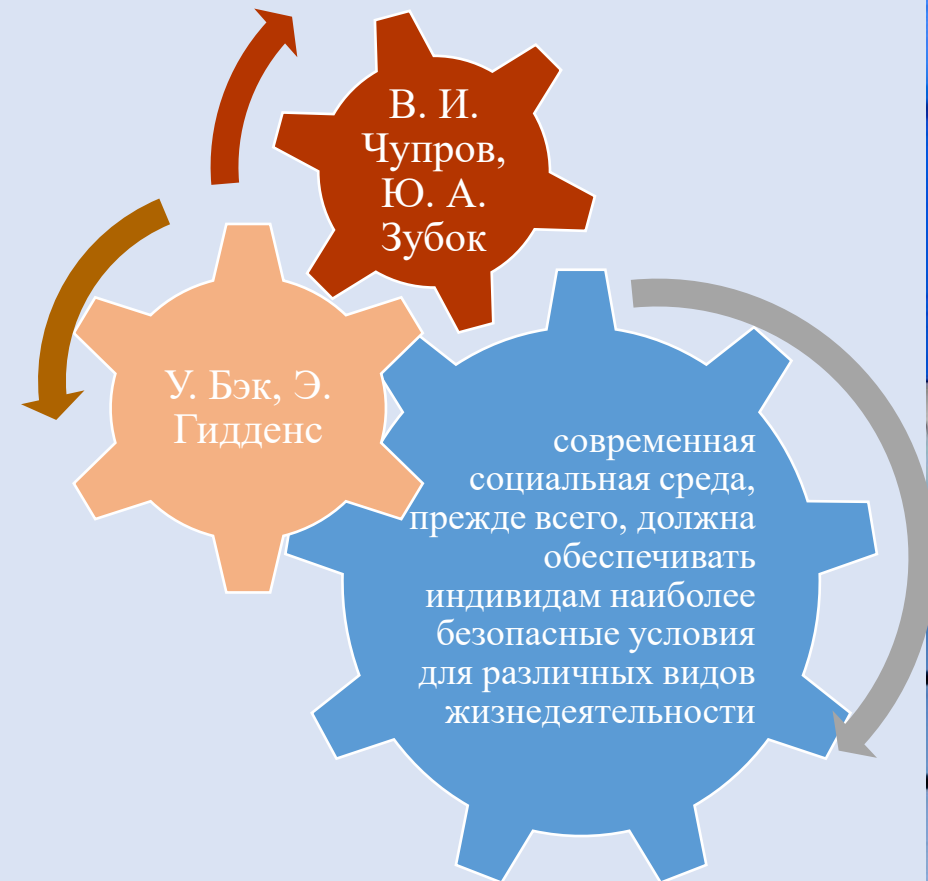 В. И.
Чупров,
Ю. А.
Зубок
У. Бэк, Э.
Гидденс
современная
социальная среда,
прежде всего, должна
обеспечивать
индивидам наиболее
безопасные условия
для различных видов
жизнедеятельности